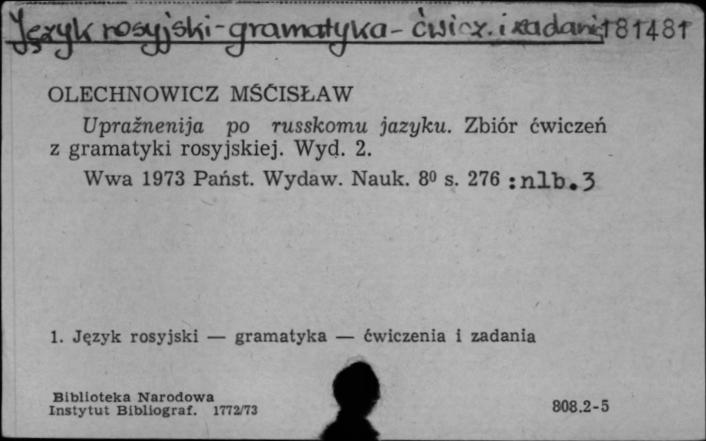 Język rosyjski - gramatyka - ćwicz. i zadania 181481
OLECHNOWICZ MŚCISŁAW
Upražnenija po russkomu jazyku. Zbiór ćwiczeń
z gramatyki rosyjskiej. Wyd. 2.
Wwa 1973 Państ. Wydaw. Nauk. 8⁰ s. 276 :nlb.3
1. Język rosyjski — gramatyka — ćwiczenia i zadania
Biblioteka Narodowa
Instytut Bibliograf. 1772/73
808.2-5